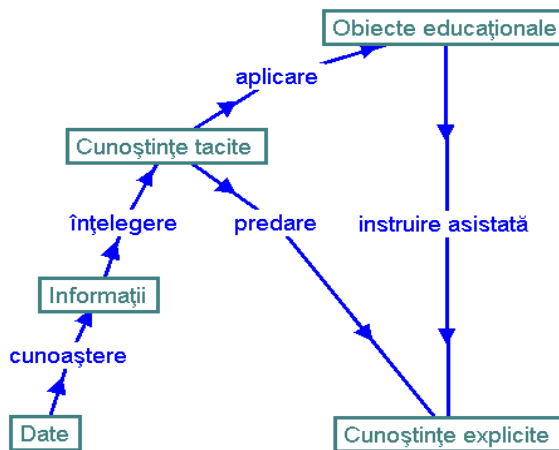 Obiecte educaţionale
aplicare
Cunoştinţe tacite
înţelegere
predare
instruire asistată
Informaţii
cunoaştere
Date
Cunoştinţe explicite